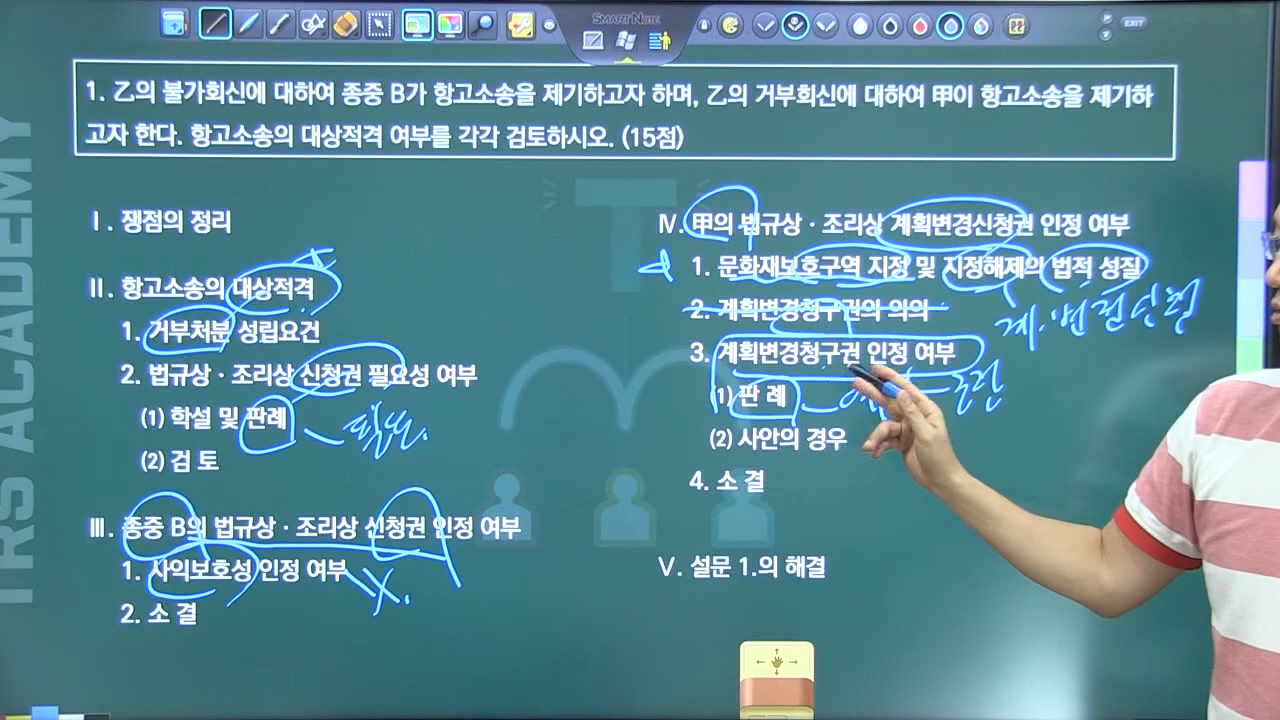 SMARTNOTE
EXIT
1. 乙의 불가회신에 대하여 종중 B가 항고소송을 제기하고자 하며, 乙의 거부회신에 대하여 甲이 항고소송을 제기하
고자 한다. 항고소송의 대상적격 여부를 각각 검토하시오. (15점)
Ⅰ. 쟁점의 정리
Ⅱ. 항고소송의 대상적격
1. 거부처분 성립요건
2. 법규상 · 조리상 신청권 필요성 여부
(1) 학설 및 판례
(2) 검 토
Ⅲ. 종중 B의 법규상 · 조리상 신청권 인정 여부
1. 사익보호성 인정 여부 X.
2. 소 결
Ⅳ. 甲의 법규상 · 조리상 계획변경신청권 인정 여부
1. 문화재보호구역 지정 및 지정해제의 법적 성질
2. 계획변경청구권의 의의
3. 계획변경청구권 인정 여부
(1) 판 례
(2) 사안의 경우
4. 소 결
Ⅴ. 설문 1.의 해결
TRS ACADEMY